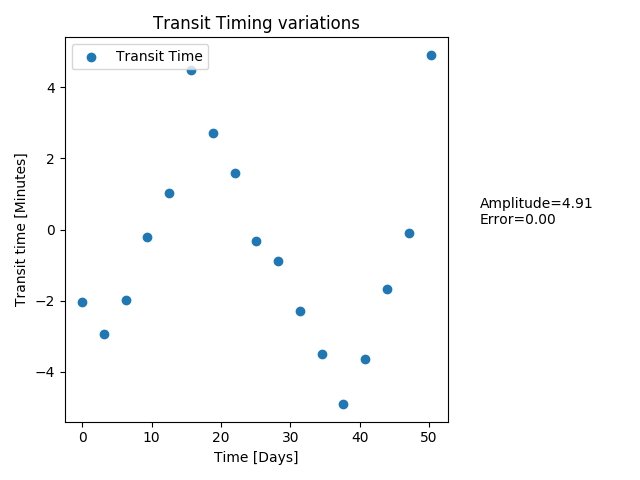 Transit Timing variations
Transit Time
4
2
0
−2
−4
Transit time [Minutes]
0 10 20 30 40 50
Time [Days]
Amplitude=4.91
Error=0.00